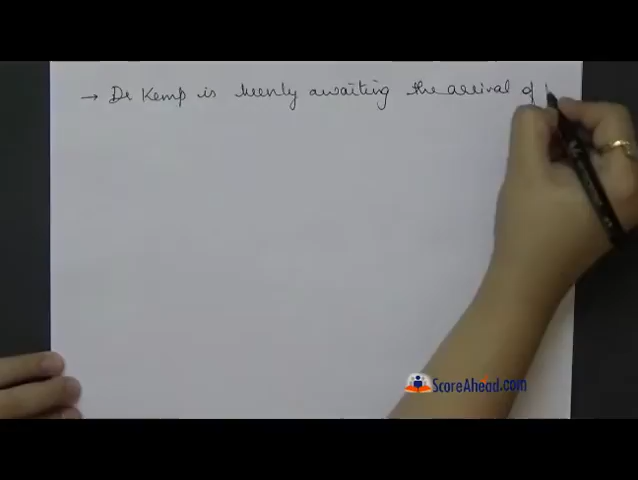 → Dr Kemp is keenly awaiting the arrival of
ScoreAhead.com